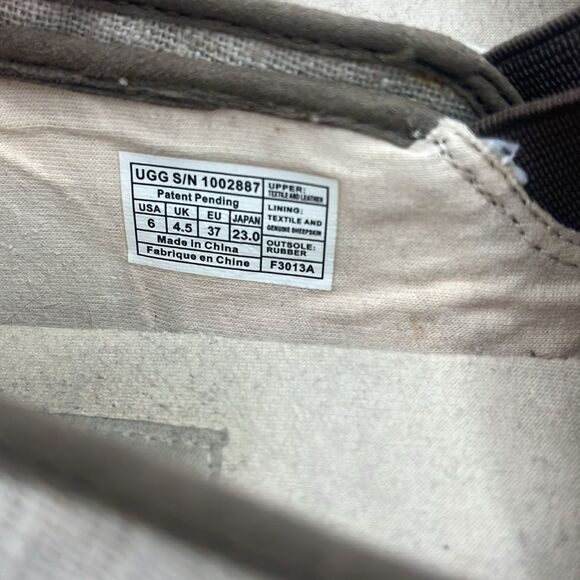 UGG S/N 1002887
Patent Pending
USA UK EU JAPAN
6 4.5 37 23.0
Made in China
Fabrique en Chine
UPPER:
TEXTILE AND LEATHER
LINING:
TEXTILE AND
GENUINE SHEEPSKIN
OUTSOLE:
RUBBER
F3013A